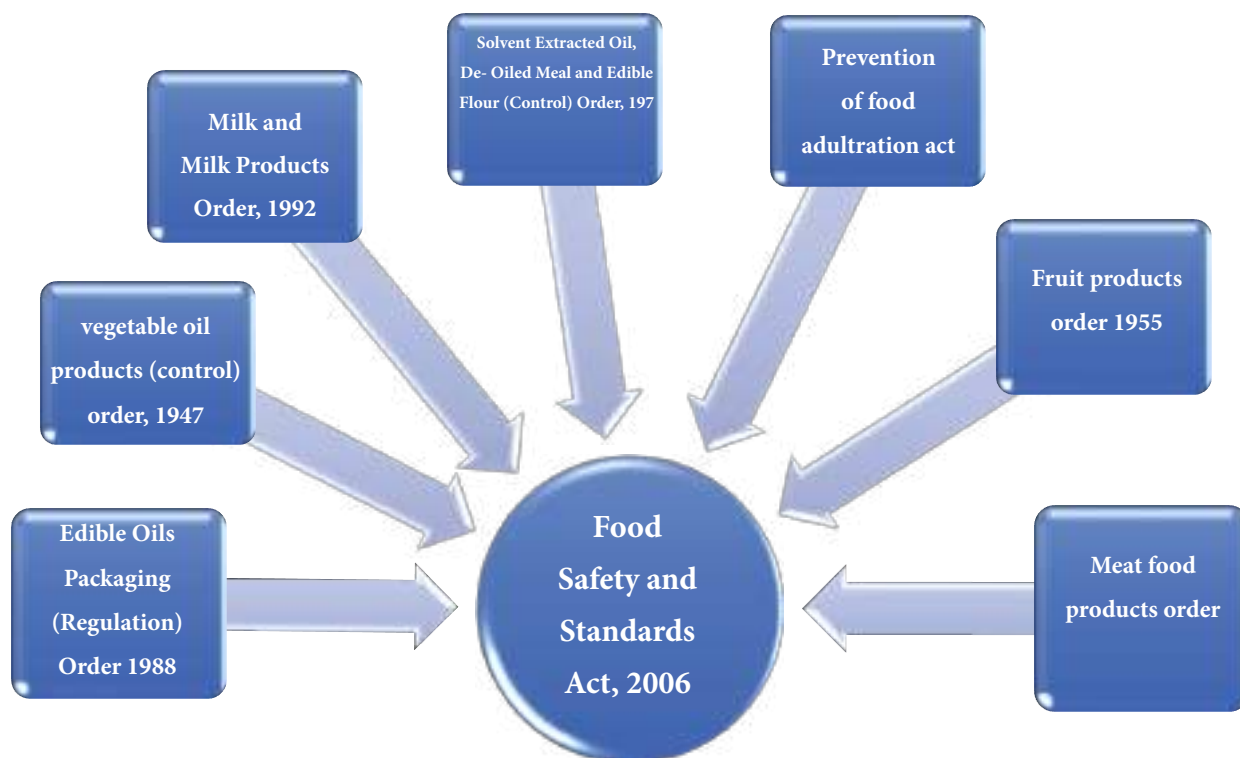 Solvent Extracted Oil,
De- Oiled Meal and Edible
Flour (Control) Order, 197
Prevention
of food
adultration act
Milk and
Milk Products
Order, 1992
Fruit products
order 1955
vegetable oil
products (control)
order, 1947
Edible Oils
Packaging
(Regulation)
Order 1988
Food
Safety and
Standards
Act, 2006
Meat food
products order